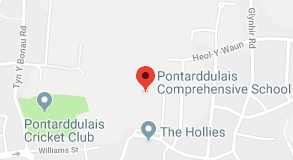 Tyn Y Bonau Rd
Glynhir Rd
Heol-Y-Waun
Pontarddulais
Comprehensive School
Pontarddulais
Cricket Club
The Hollies
Williams St